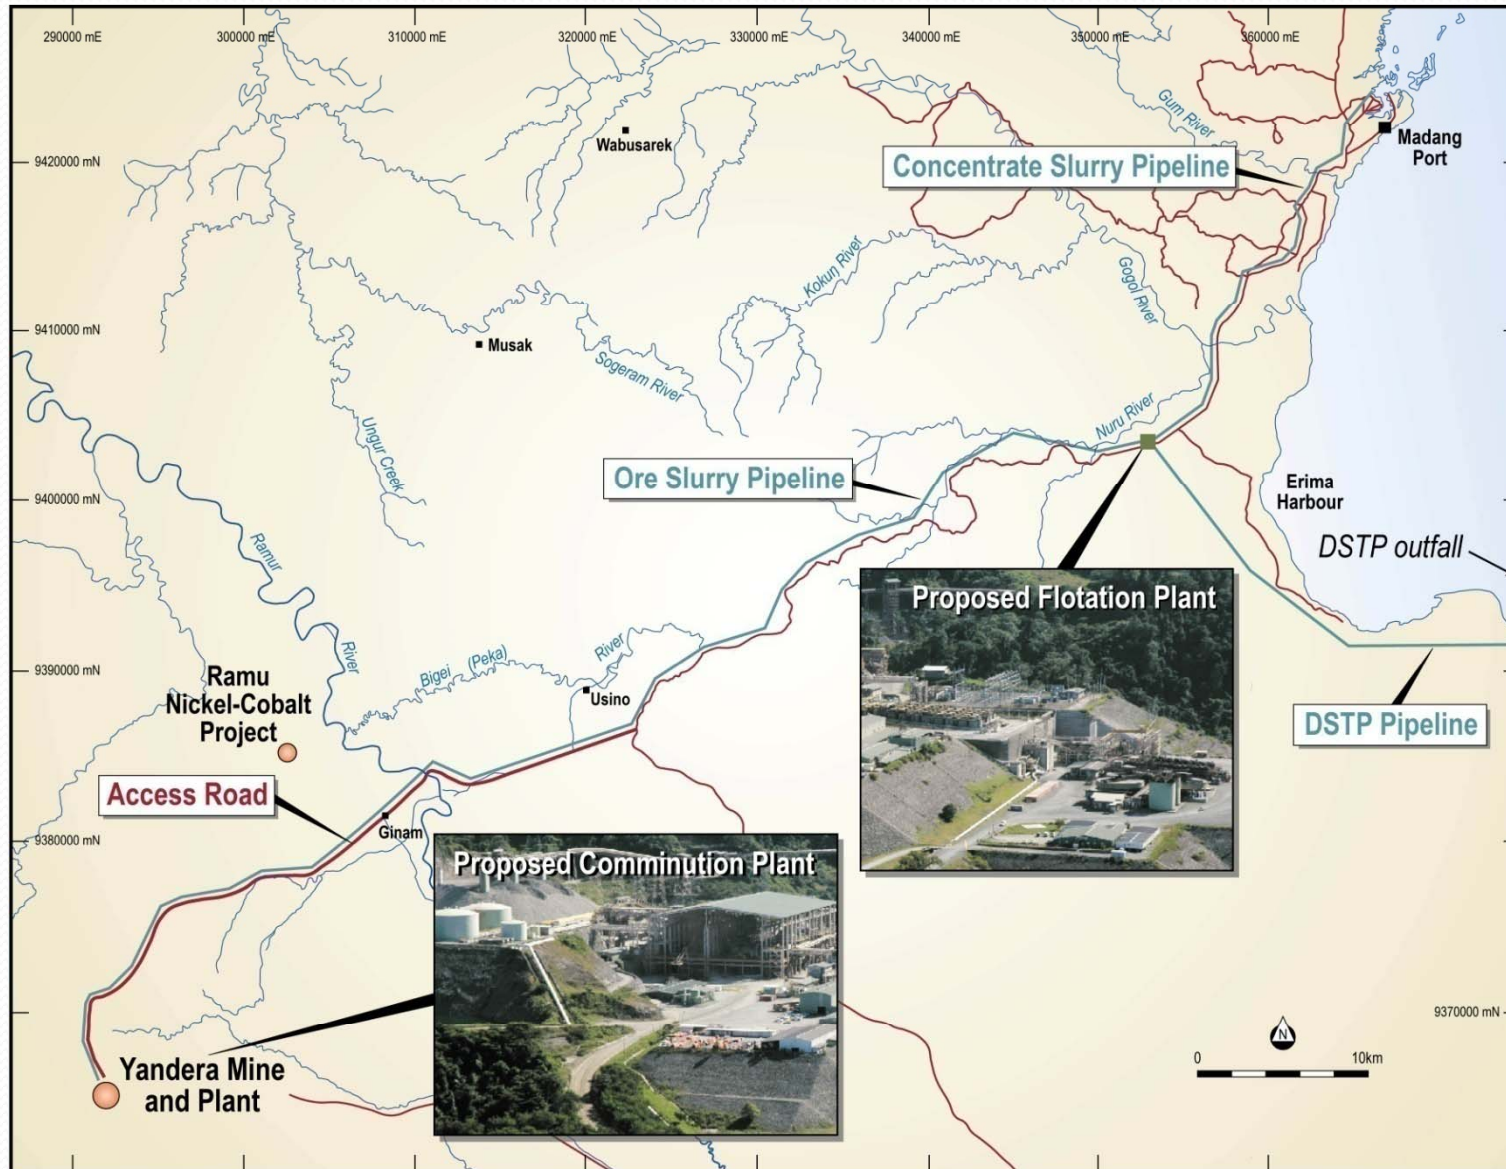 290000 mE
300000 mE
310000 mE
320000 mE
330000 mE
340000 mE
350000 mE
360000 mE
Gum River
Wabusarek
Madang
Port
9420000 mN
Concentrate Slurry Pipeline
Kokun River
Gogol River
9410000 mN
Musak
Sogeram River
Ungur Creek
Nuru River
Ore Slurry Pipeline
Erima
Harbour
9400000 mN
DSTP outfall
Ramur
River
Proposed Flotation Plant
Bigei (Peka)
River
9390000 mN
Ramu
Nickel-Cobalt
Project
Usino
DSTP Pipeline
Access Road
Ginam
9380000 mN
Proposed Comminution Plant
9370000 mN
N
0
10km
Yandera Mine
and Plant